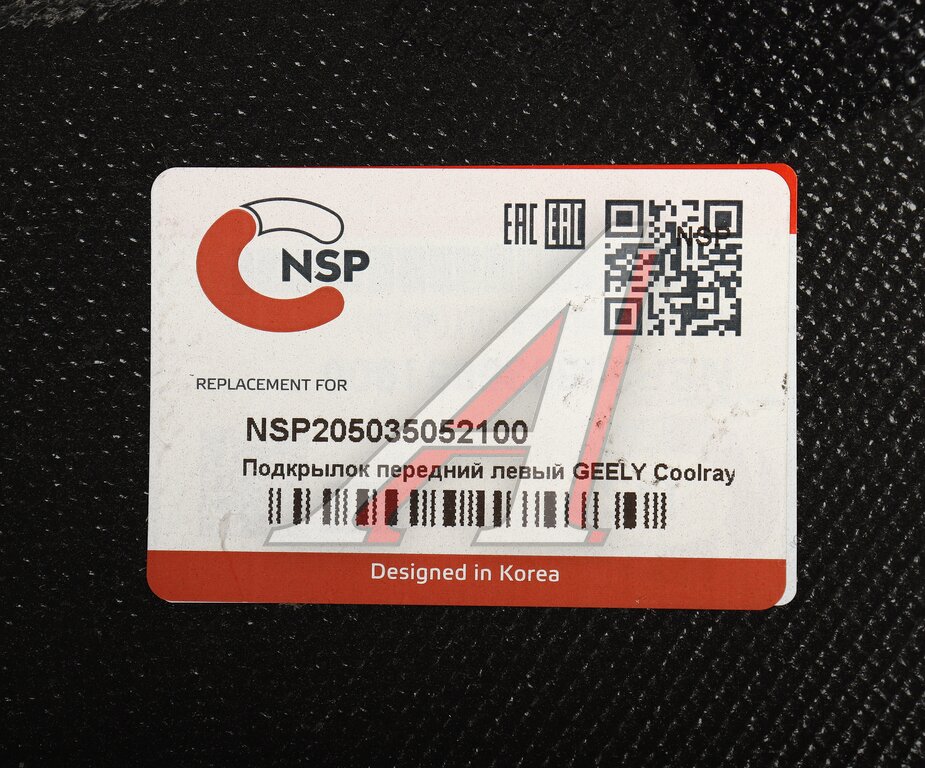 NSP
EAC EAC
NSP
REPLACEMENT FOR
NSP205035052100
Подкрылок передний левый GEELY Coolray
Designed in Korea